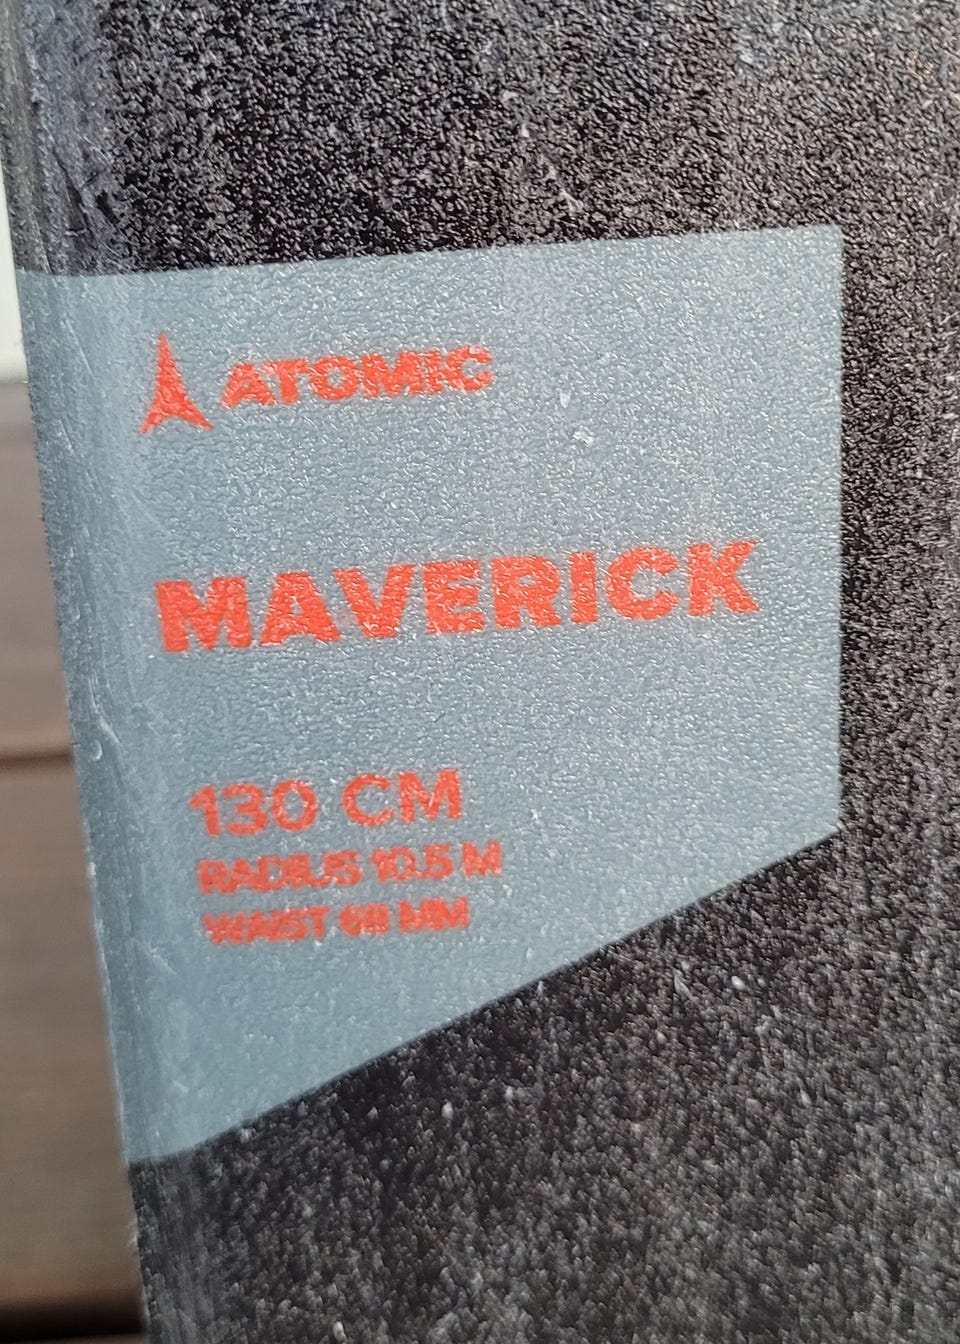 ATOMIC
MAVERICK
130 CM
RADIUS 10.5 M
WAIST 68 MM